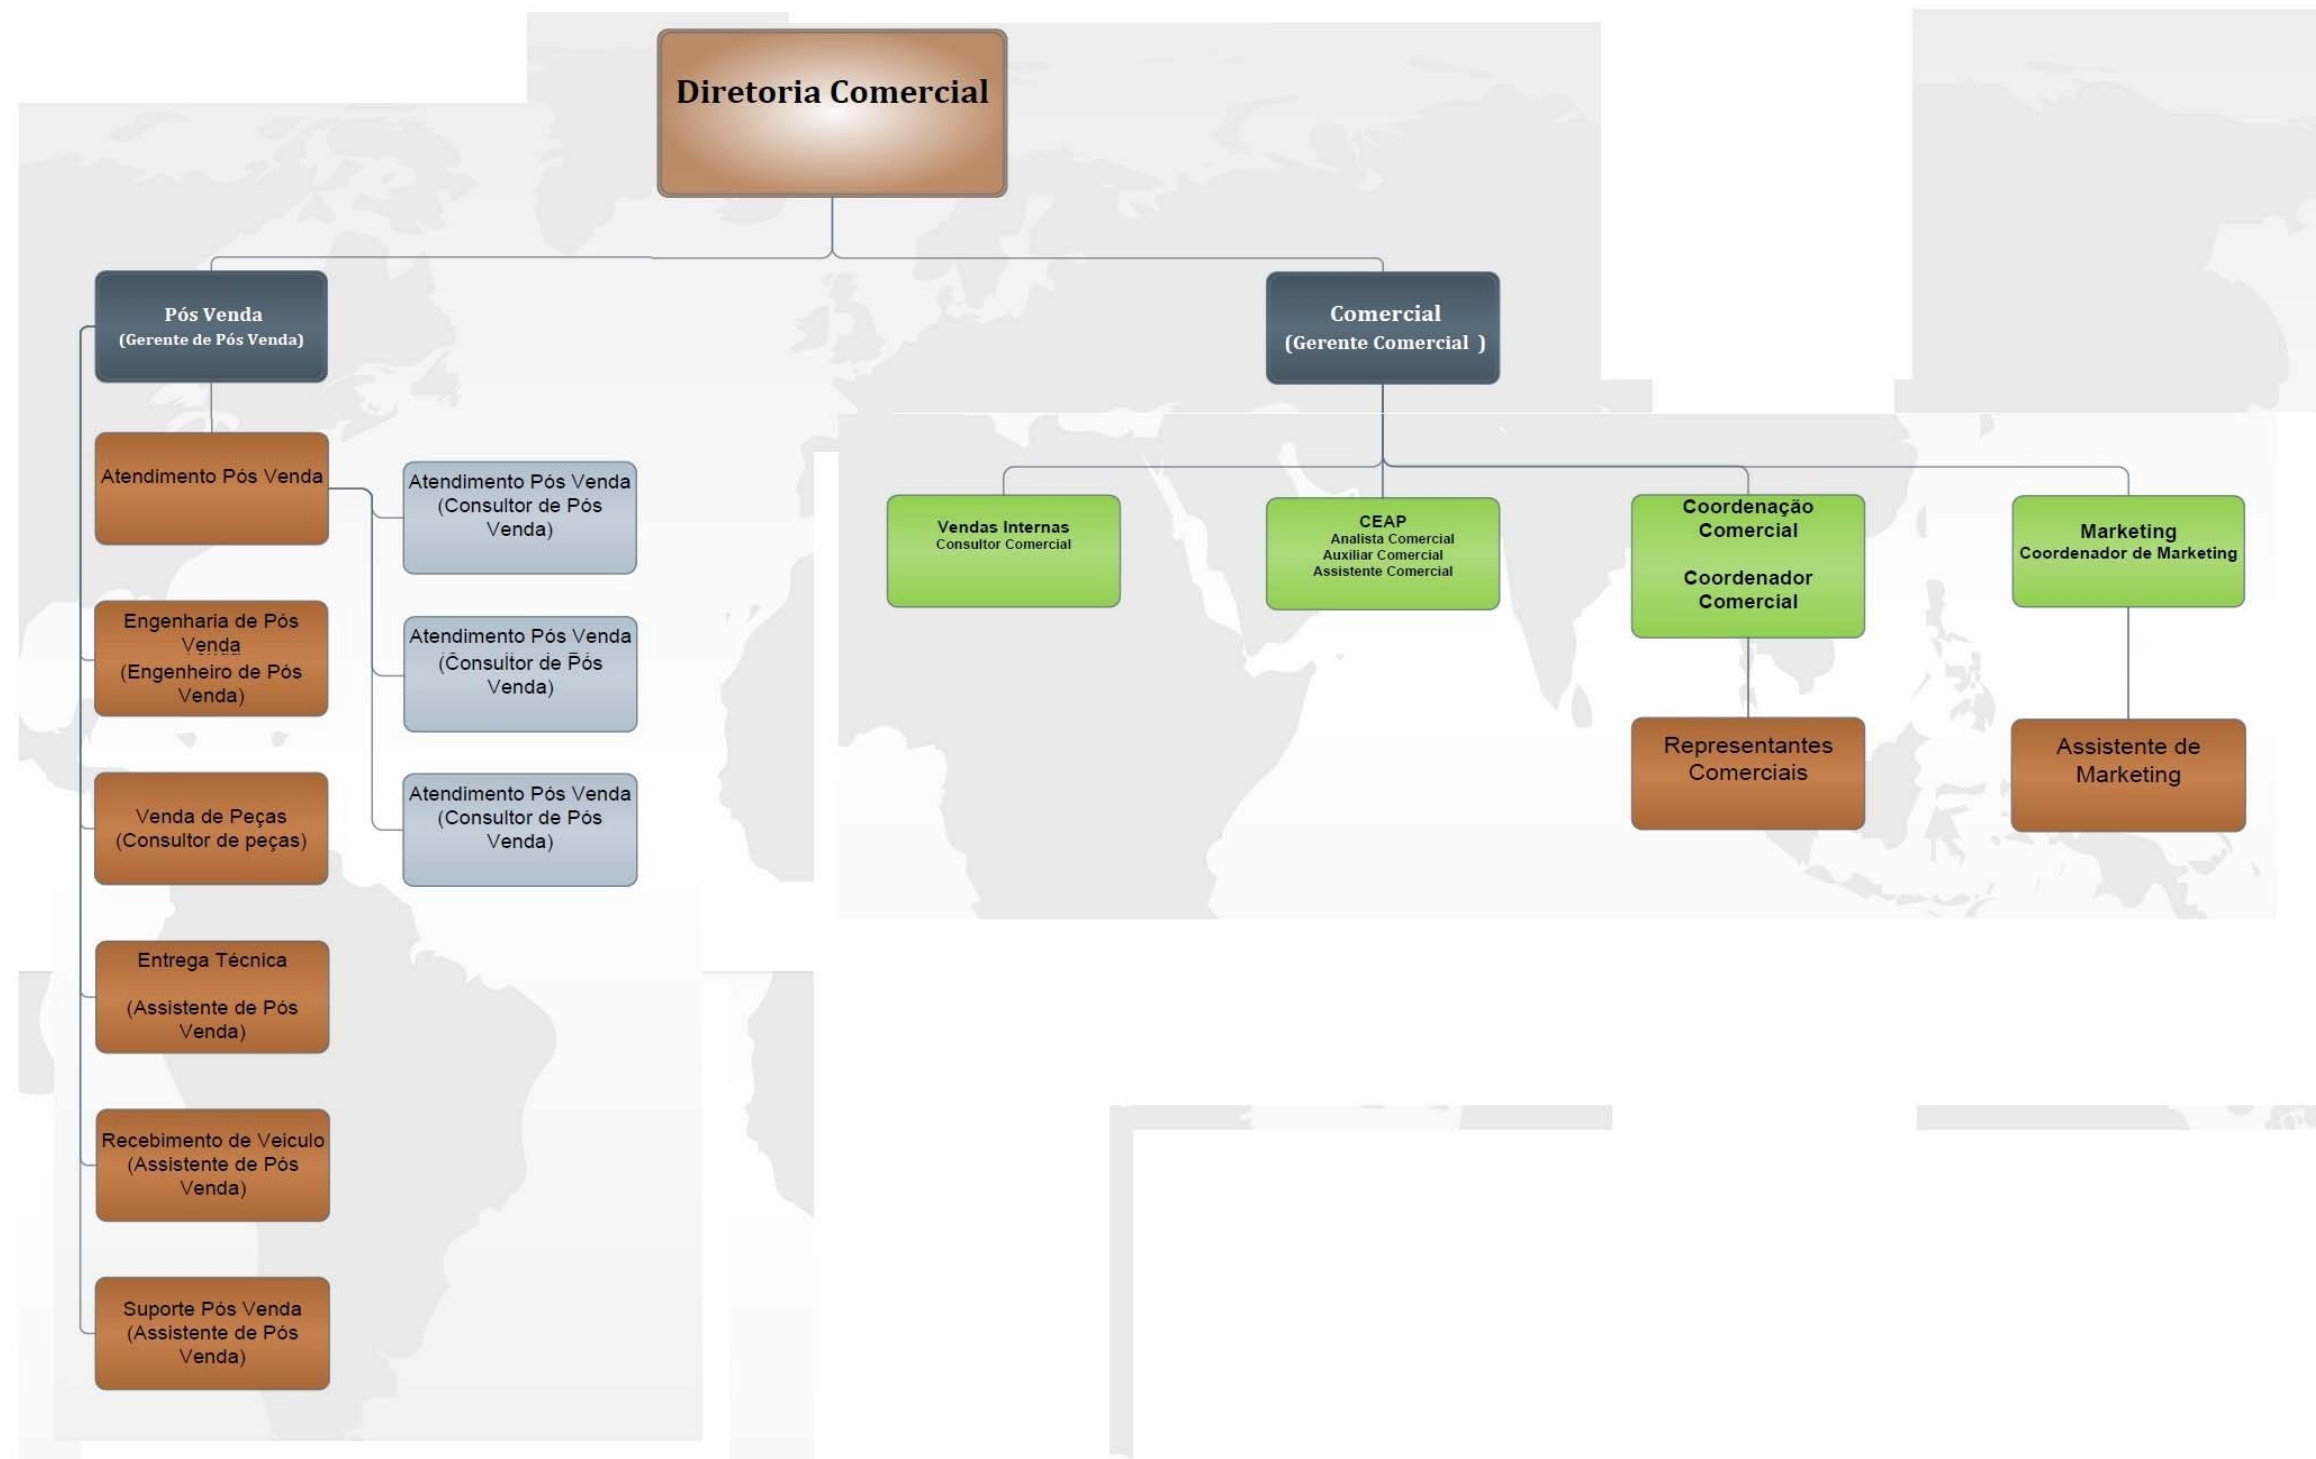 Diretoria Comercial
Pós Venda
(Gerente de Pós Venda)
Comercial
(Gerente Comercial )
Atendimento Pós Venda
Atendimento Pós Venda
(Consultor de Pós
Venda)
Engenharia de Pós
Venda
(Engenheiro de Pós
Venda)
Atendimento Pós Venda
(Consultor de Pós
Venda)
Venda de Peças
(Consultor de peças)
Atendimento Pós Venda
(Consultor de Pós
Venda)
Entrega Técnica
(Assistente de Pós
Venda)
Recebimento de Veiculo
(Assistente de Pós
Venda)
Suporte Pós Venda
(Assistente de Pós
Venda)
Vendas Internas
Consultor Comercial
CEAP
Analista Comercial
Auxiliar Comercial
Assistente Comercial
Coordenação
Comercial
Coordenador
Comercial
Marketing
Coordenador de Marketing
Representantes
Comerciais
Assistente de
Marketing